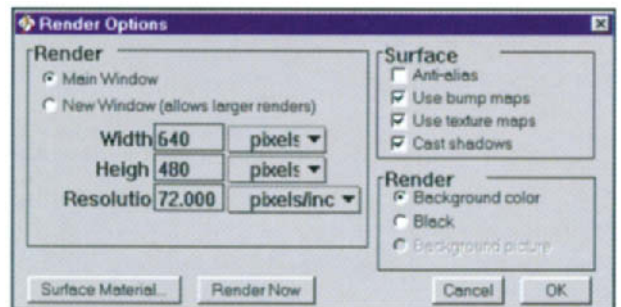 Render Options
Render
Main Window
New Window (allows larger renders)
Width 640 pixels
Heigh 480 pixels
Resolutio 72.000 pixels/inc
Surface
Anti-alias
Use bump maps
Use texture maps
Cast shadows
Render
Background color
Black
Background picture
Surface Material...
Render Now
Cancel
OK